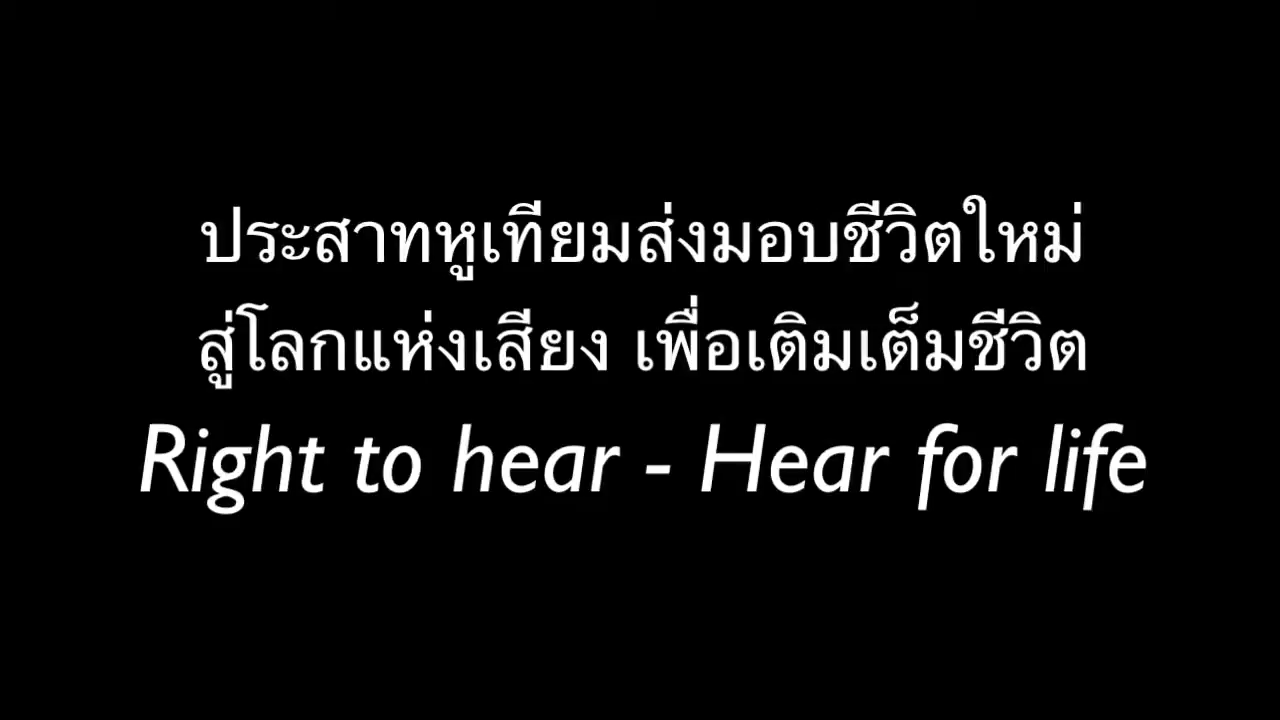 ประสาทหูเทียมส่งมอบชีวิตใหม่
สู่โลกแห่งเสียง เพื่อเติมเต็มชีวิต
Right to hear - Hear for life